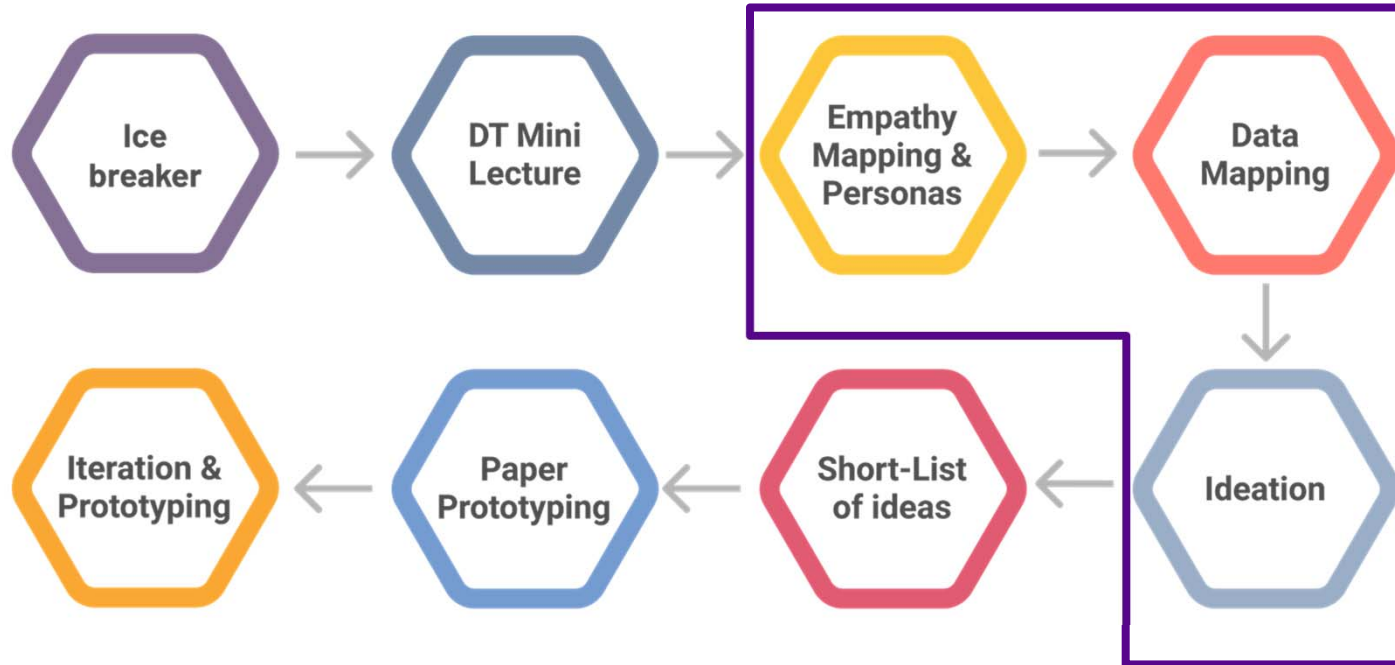 Ice
breaker
DT Mini
Lecture
Empathy
Mapping &
Personas
Data
Mapping
Ideation
Short-List
of ideas
Paper
Prototyping
Iteration &
Prototyping